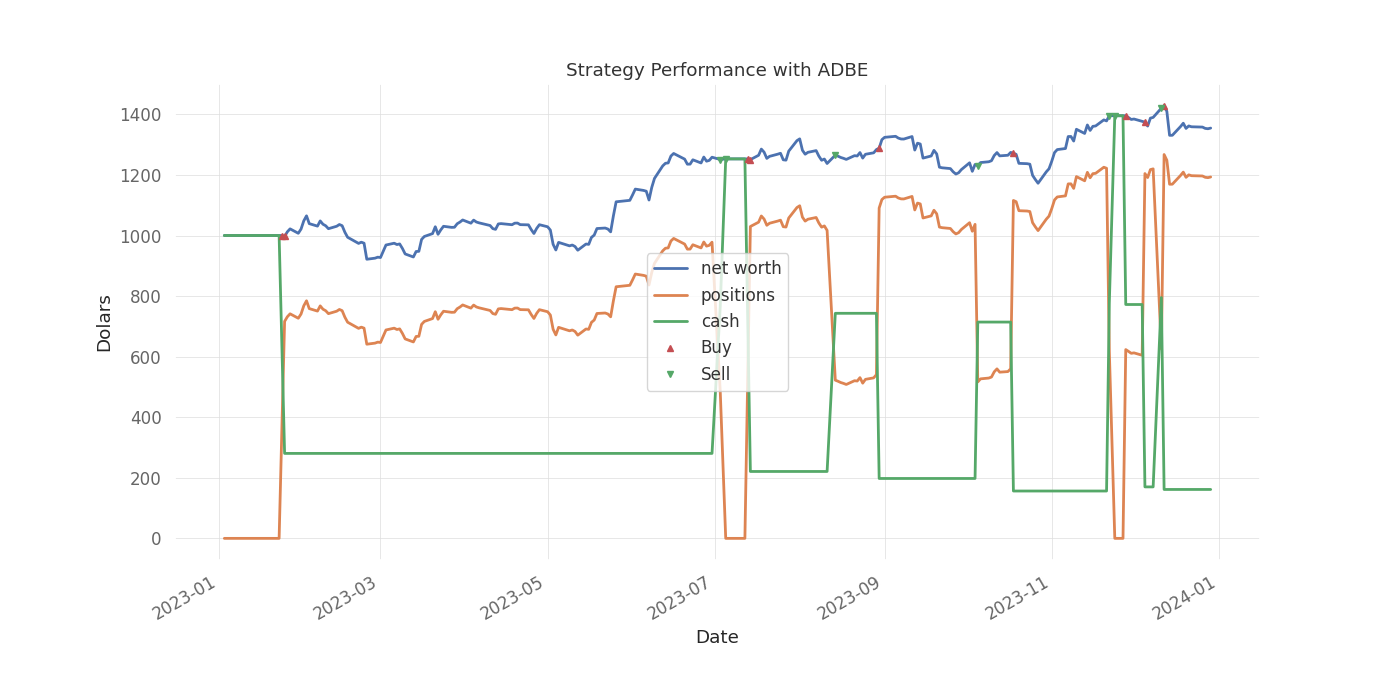 Strategy Performance with ADBE
1400
1200
1000
800
600
400
200
0
Dolars
net worth
positions
cash
Buy
Sell
2023-01
2023-03
2023-05
2023-07
2023-09
2023-11
2024-01
Date